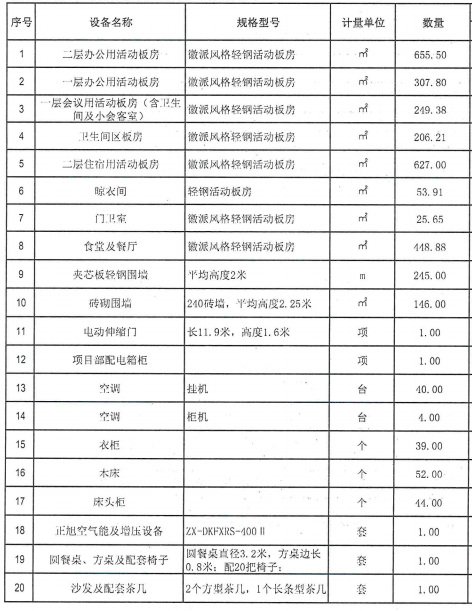 序号 设备名称 规格型号 计量单位 数量
1 二层办公用活动板房 徽派风格轻钢活动板房 ㎡ 655.50
2 一层办公用活动板房 徽派风格轻钢活动板房 ㎡ 307.80
3 一层会议用活动板房（含卫生间及小会客室） 徽派风格轻钢活动板房 ㎡ 249.38
4 卫生间区板房 徽派风格轻钢活动板房 ㎡ 206.21
5 二层住宿用活动板房 徽派风格轻钢活动板房 ㎡ 627.00
6 晾衣间 轻钢活动板房 ㎡ 53.91
7 门卫室 徽派风格轻钢活动板房 ㎡ 25.65
8 食堂及餐厅 徽派风格轻钢活动板房 ㎡ 448.88
9 夹芯板轻钢围墙 平均高度2米 m 245.00
10 砖砌围墙 240砖墙，平均高度2.25米 ㎡ 146.00
11 电动伸缩门 长11.9米，高度1.6米 项 1.00
12 项目部配电箱柜 项 1.00
13 空调 挂机 台 40.00
14 空调 柜机 台 4.00
15 衣柜 个 39.00
16 木床 个 52.00
17 床头柜 个 44.00
18 正旭空气能及增压设备 ZX-DKFXRS-400Ⅱ 套 1.00
19 圆餐桌、方桌及配套椅子 圆餐桌直径3.2米，方桌边长0.8米；配20把椅子； 套 1.00
20 沙发及配套茶几 2个方型茶几，1个长条型茶几 套 1.00